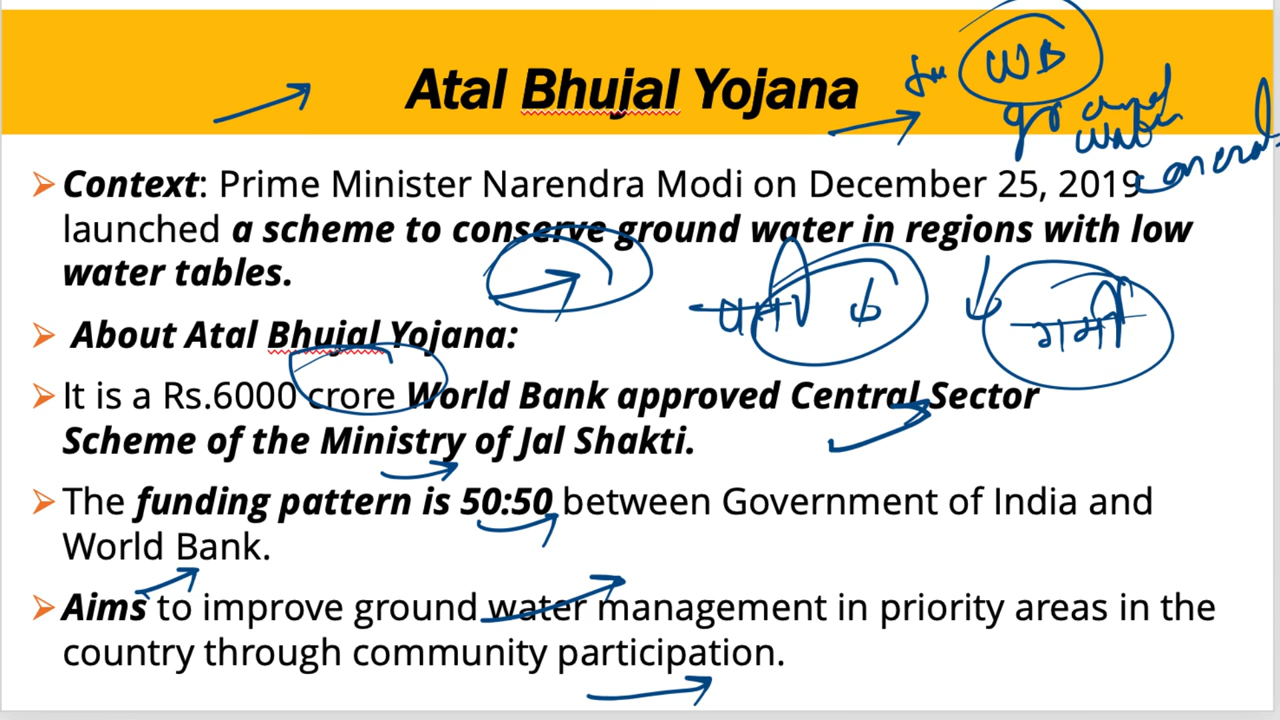 Atal Bhujal Yojana
WB
ground
water
Context: Prime Minister Narendra Modi on December 25, 2019
launched a scheme to conserve ground water in regions with low
water tables.
गर्मी
About Atal Bhujal Yojana:
It is a Rs.6000 crore World Bank approved Central Sector
Scheme of the Ministry of Jal Shakti.
The funding pattern is 50:50 between Government of India and
World Bank.
Aims to improve ground water management in priority areas in the
country through community participation.